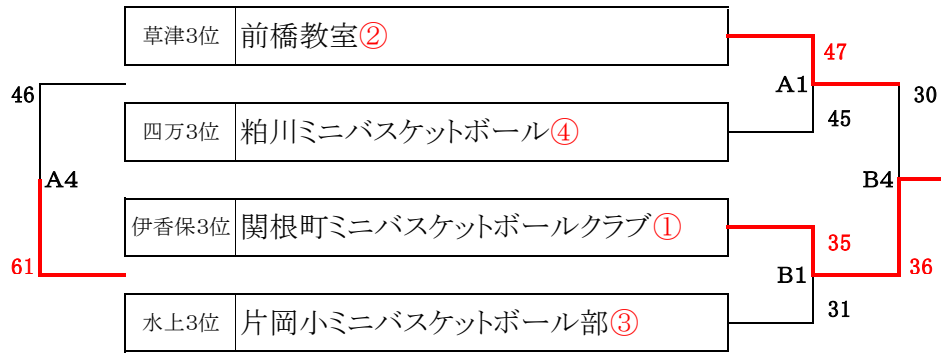 草津3位 前橋教室②
47
46 A1 30
四万3位 粕川ミニバスケットボール④ 45
A4 B4
伊香保3位 関根町ミニバスケットボールクラブ①
35
61 B1 36
31
水上3位 片岡小ミニバスケットボール部③